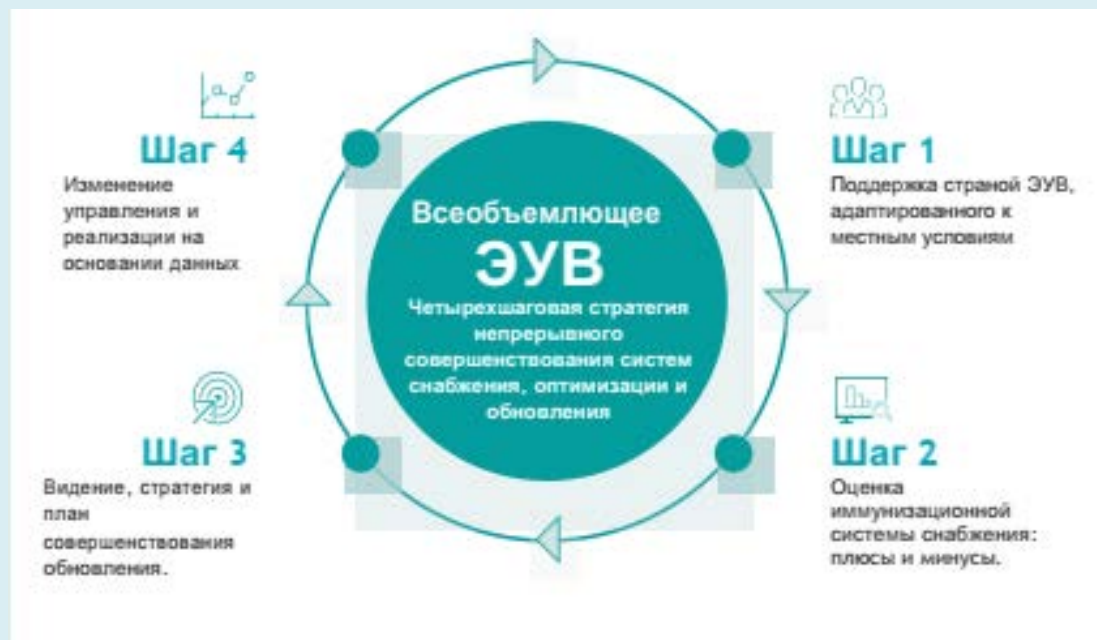 Всеобъемлющее
ЭУВ
Четырехшаговая стратегия
непрерывного
совершенствования систем
снабжения, оптимизации и
обновления
Шаг 1
Поддержка страной ЭУВ,
адаптированного к
местным условиям
Шаг 2
Оценка
иммунизационной
системы снабжения:
плюсы и минусы.
Шаг 3
Видение, стратегия и
план
совершенствования
обновления.
Шаг 4
Изменение
управления и
реализации на
основании данных